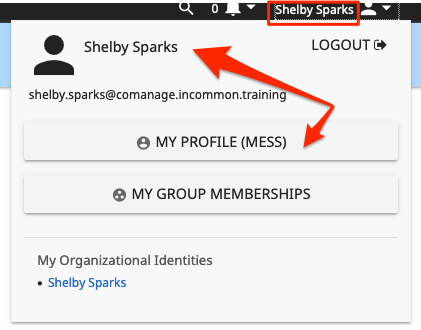 0 Shelby Sparks
Shelby Sparks LOGOUT
shelby.sparks@comanage.incommon.training
MY PROFILE (MESS)
MY GROUP MEMBERSHIPS
My Organizational Identities
• Shelby Sparks